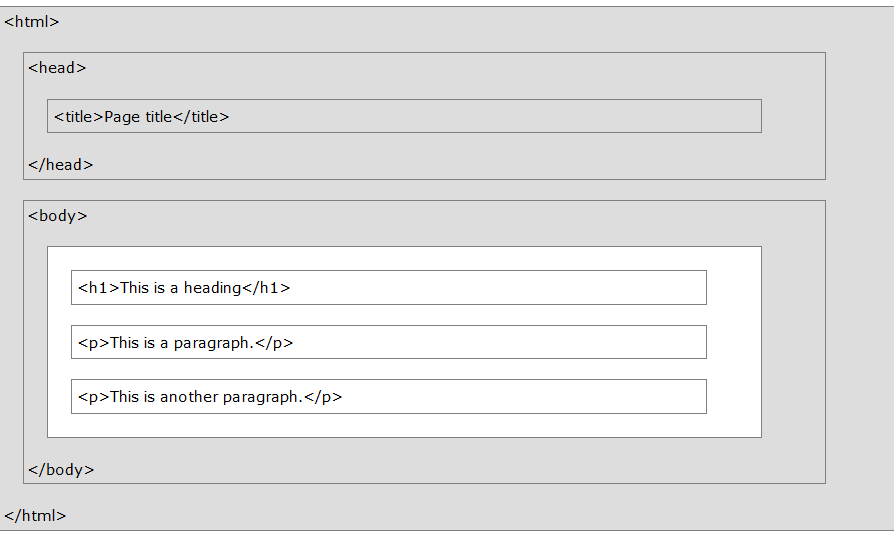 <html>
<head>
<title>Page title</title>
</head>
<body>
<h1>This is a heading</h1>
<p>This is a paragraph.</p>
<p>This is another paragraph.</p>
</body>
</html>